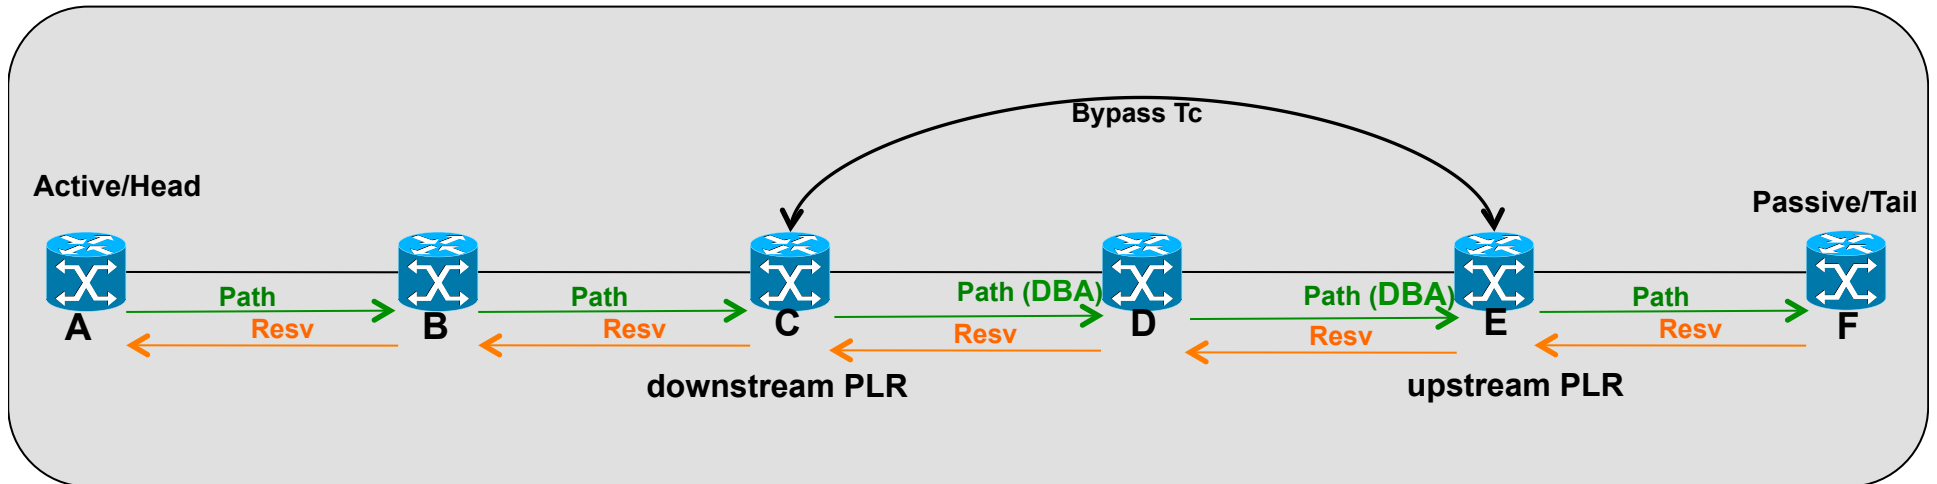 Bypass Tc
Active/Head
Passive/Tail
Path
Path
Path (DBA)
Path (DBA)
Path
A
B
C
D
E
F
Resv
Resv
Resv
Resv
Resv
downstream PLR
upstream PLR